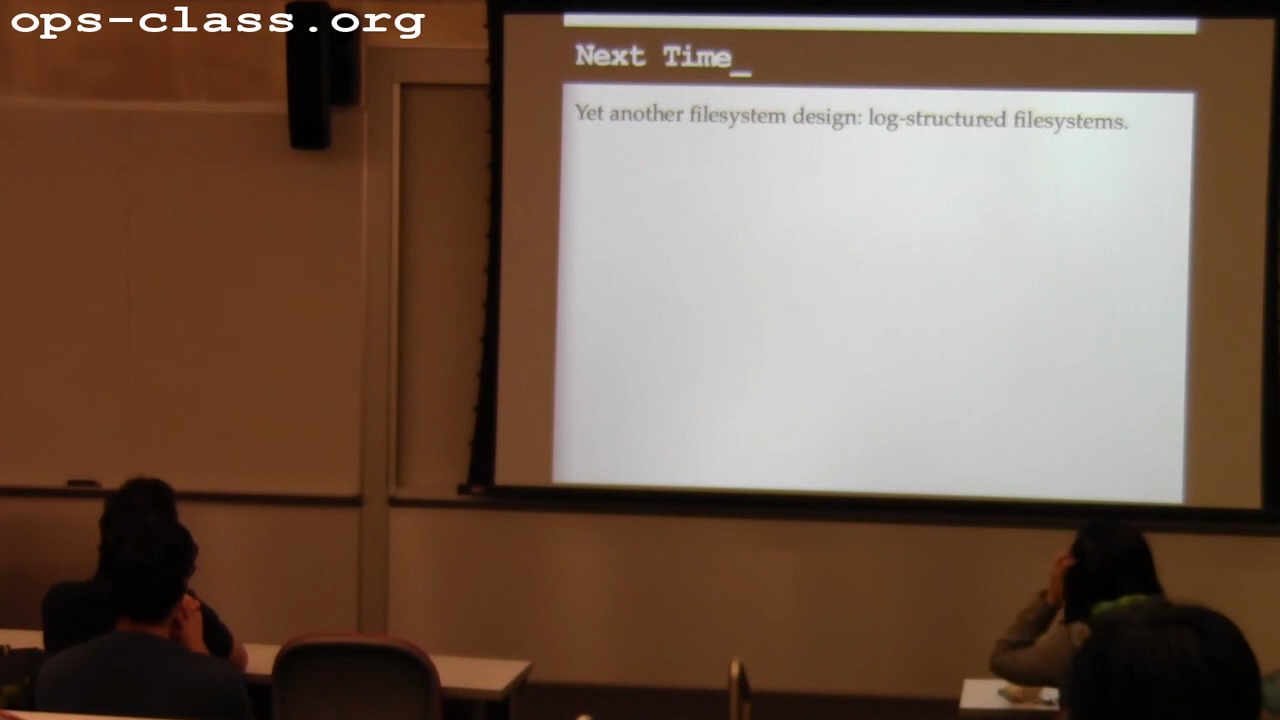 ops-class.org
Next Time_
Yet another filesystem design: log-structured filesystems.